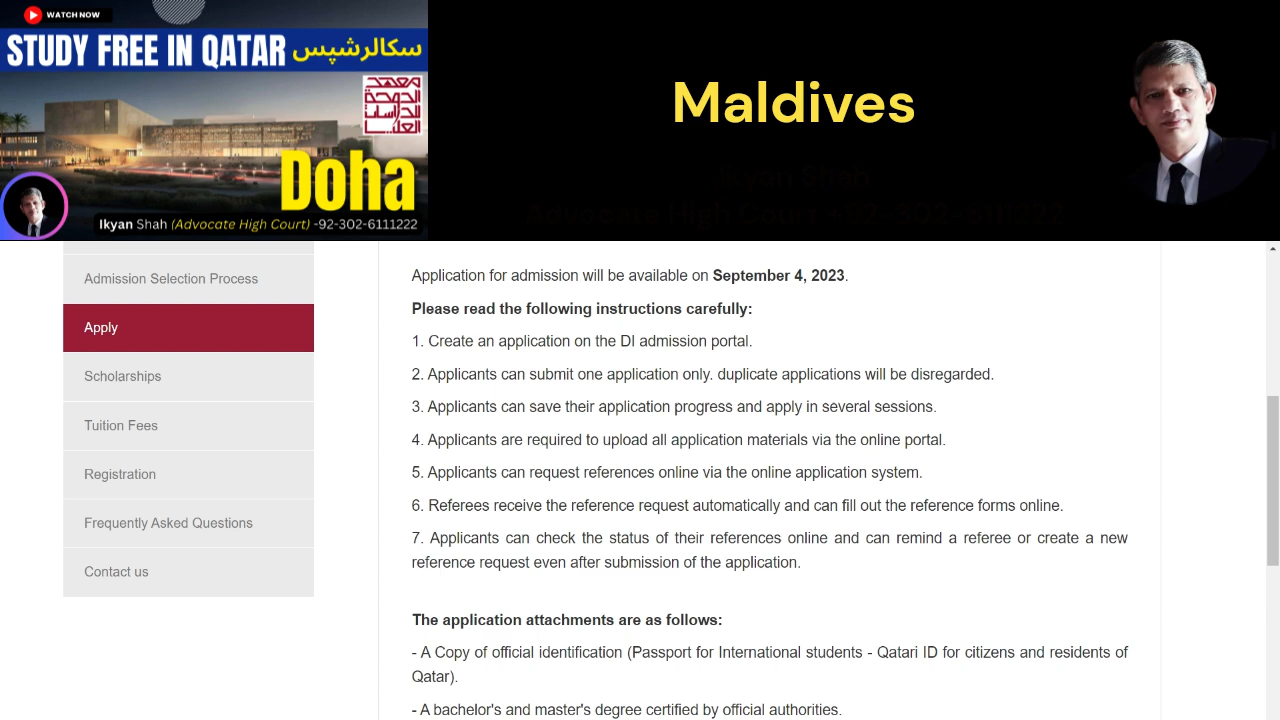 WATCH NOW
STUDY FREE IN QATAR سکالرشپس
معهد
الدوحة
للدراسات
العليا
Doha
Ikyan Shah (Advocate High Court) -92-302-6111222
Maldives
Ikyan Shah
Advocate High Court
Admission Selection Process
Apply
Scholarships
Tuition Fees
Registration
Frequently Asked Questions
Contact us
Application for admission will be available on September 4, 2023.
Please read the following instructions carefully:
1. Create an application on the DI admission portal.
2. Applicants can submit one application only. duplicate applications will be disregarded.
3. Applicants can save their application progress and apply in several sessions.
4. Applicants are required to upload all application materials via the online portal.
5. Applicants can request references online via the online application system.
6. Referees receive the reference request automatically and can fill out the reference forms online.
7. Applicants can check the status of their references online and can remind a referee or create a new
reference request even after submission of the application.
The application attachments are as follows:
- A Copy of official identification (Passport for International students - Qatari ID for citizens and residents of
Qatar).
- A bachelor's and master's degree certified by official authorities.